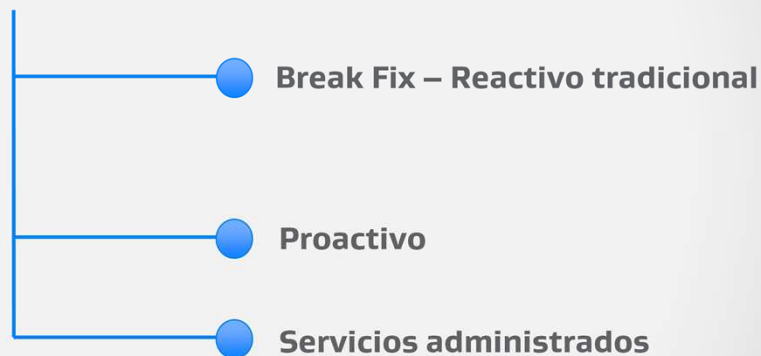 Break Fix – Reactivo tradicional
Proactivo
Servicios administrados